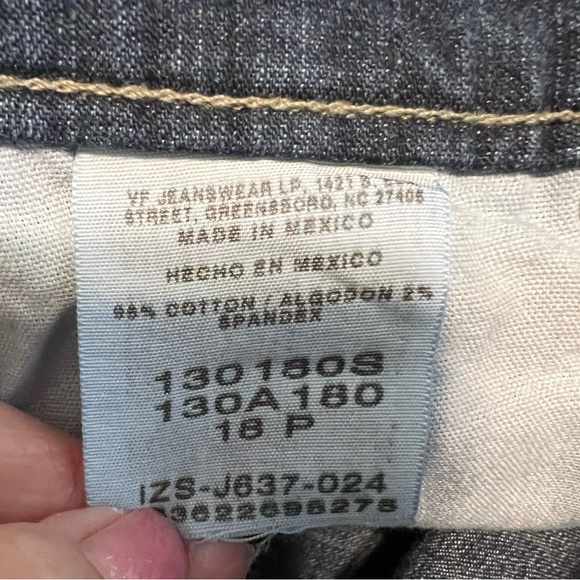 VF JEANSWEAR LP, 1421 S.
STREET, GREENSBORO, NC 27406
MADE IN MEXICO
HECHO EN MEXICO
98% COTTON / ALGODON 2%
SPANDEX
130180S
130A180
18 P
IZS-J637-024